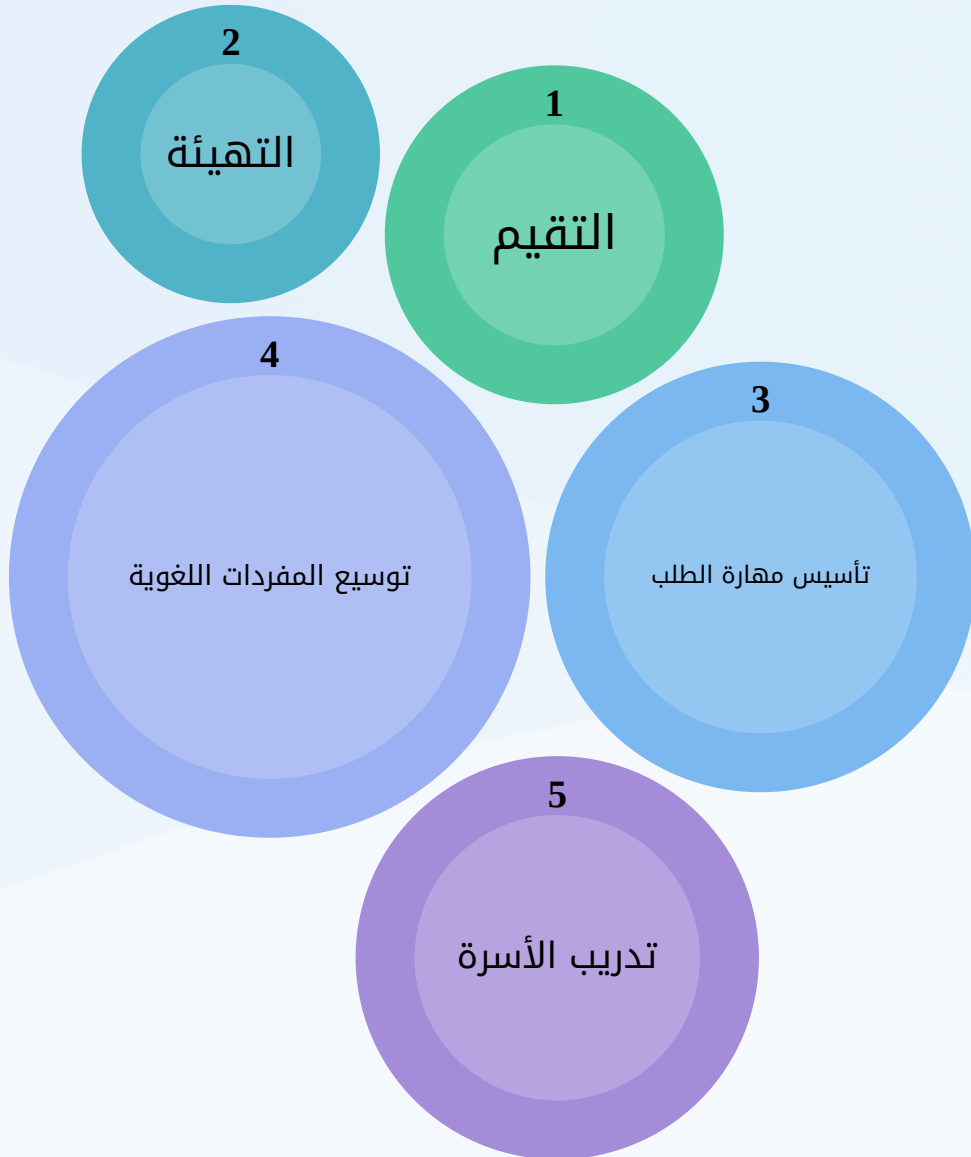 1
التقيم
2
التهيئة
3
تأسيس مهارة الطلب
4
توسيع المفردات اللغوية
5
تدريب الأسرة